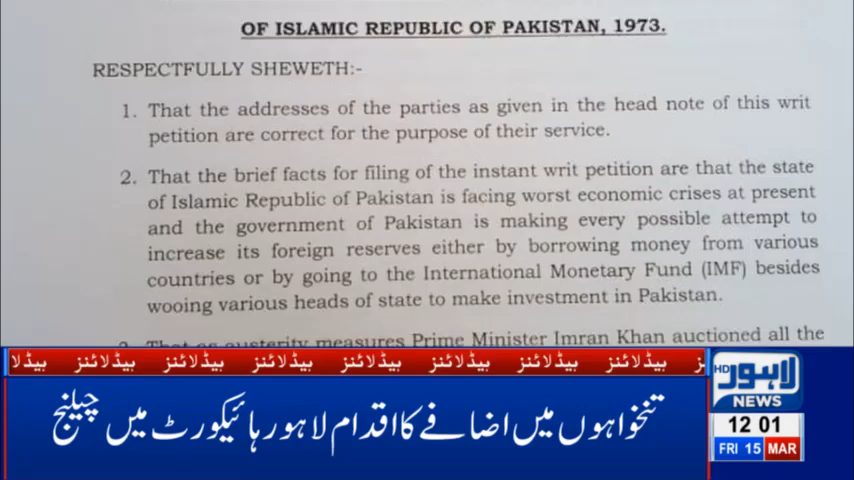 OF ISLAMIC REPUBLIC OF PAKISTAN, 1973.
RESPECTFULLY SHEWETH:-
1. That the addresses of the parties as given in the head note of this writ
petition are correct for the purpose of their service.
2. That the brief facts for filing of the instant writ petition are that the state
of Islamic Republic of Pakistan is facing worst economic crises at present
and the government of Pakistan is making every possible attempt to
increase its foreign reserves either by borrowing money from various
countries or by going to the International Monetary Fund (IMF) besides
wooing various heads of state to make investment in Pakistan.
That as austerity measures Prime Minister Imran Khan auctioned all the
ہیڈلائنز ہیڈلائنز ہیڈلائنز ہیڈلائنز ہیڈلائنز ہیڈلائنز ہیڈلائنز ہیڈلا
تنخواہوں میں اضافے کا اقدام لاہور ہائیکورٹ میں چیلنج
HD لاہور
NEWS
12 01
FRI 15 MAR